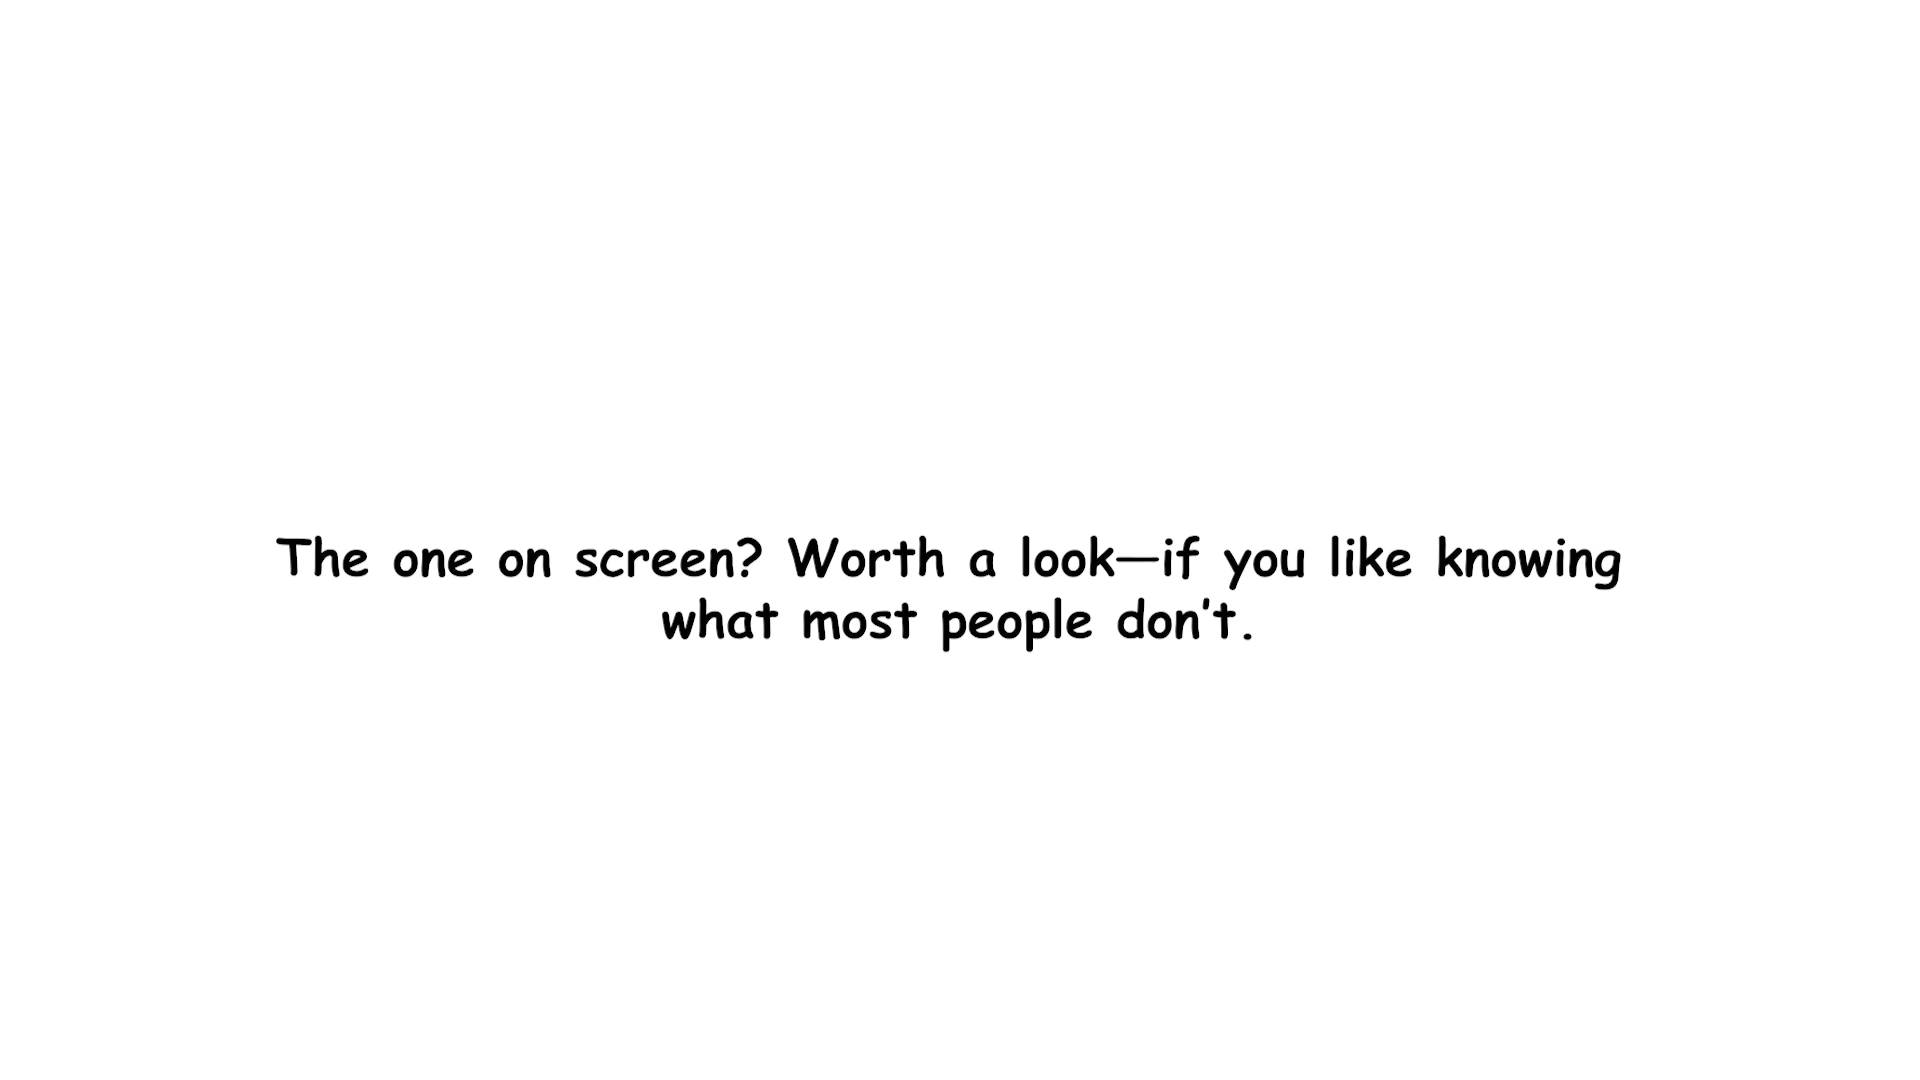 The one on screen? Worth a look—if you like knowing
what most people don't.